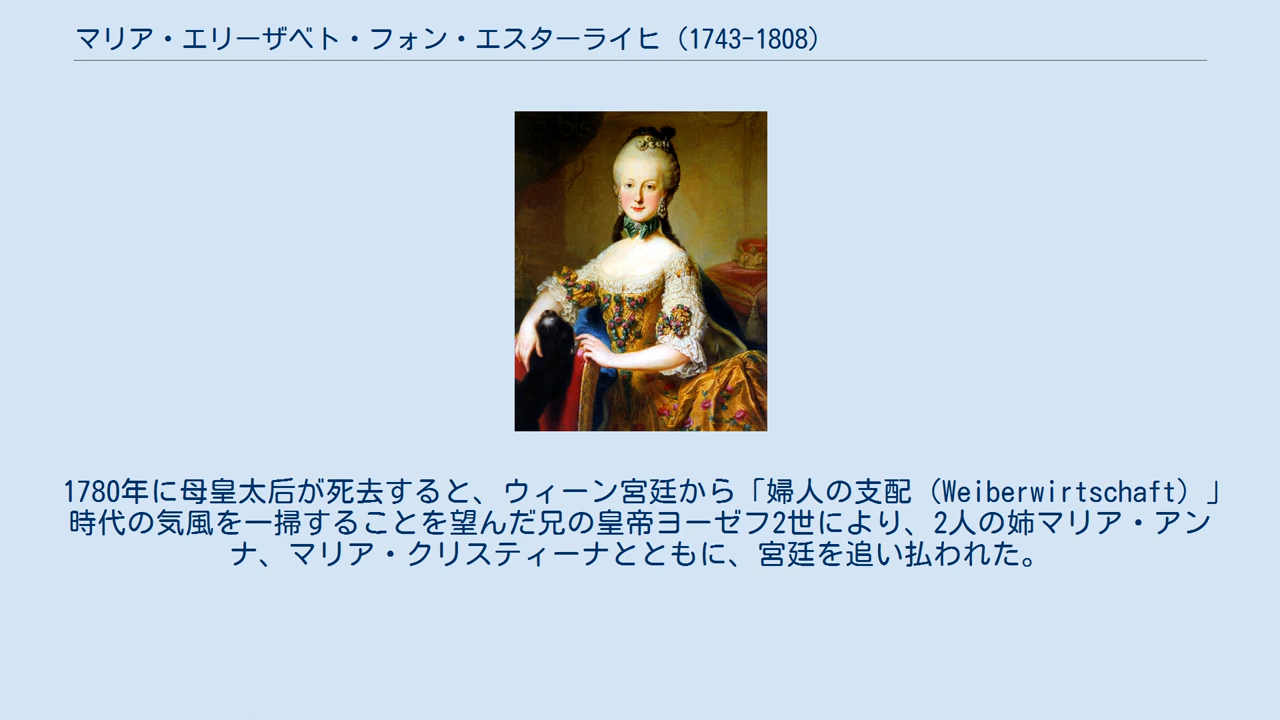 マリア・エリーザベト・フォン・エスターライヒ（1743-1808）
bis
1780年に母皇太后が死去すると、ウィーン宮廷から「婦人の支配（Weiberwirtschaft）」
時代の気風を一掃することを望んだ兄の皇帝ヨーゼフ2世により、2人の姉マリア・アン
ナ、マリア・クリスティーナとともに、宮廷を追い払われた。